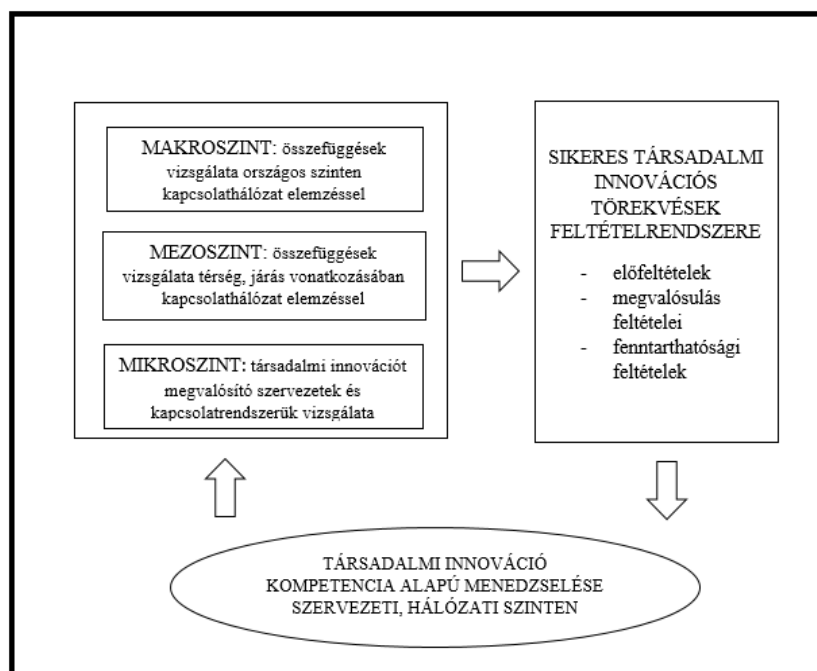 MAKROSZINT: összefüggések
vizsgálata országos szinten
kapcsolathálózat elemzéssel
MEZOSZINT: összefüggések
vizsgálata térség, járás vonatkozásában
kapcsolathálózat elemzéssel
MIKROSZINT: társadalmi innovációt
megvalósító szervezetek és
kapcsolatrendszerük vizsgálata
SIKERES TÁRSADALMI
INNOVÁCIÓS
TÖREKVÉSEK
FELTÉTELRENDSZERE
- előfeltételek
- megvalósulás
feltételei
- fenntarthatósági
feltételek
TÁRSADALMI INNOVÁCIÓ
KOMPETENCIA ALAPÚ MENEDZSELÉSE
SZERVEZETI, HÁLÓZATI SZINTEN